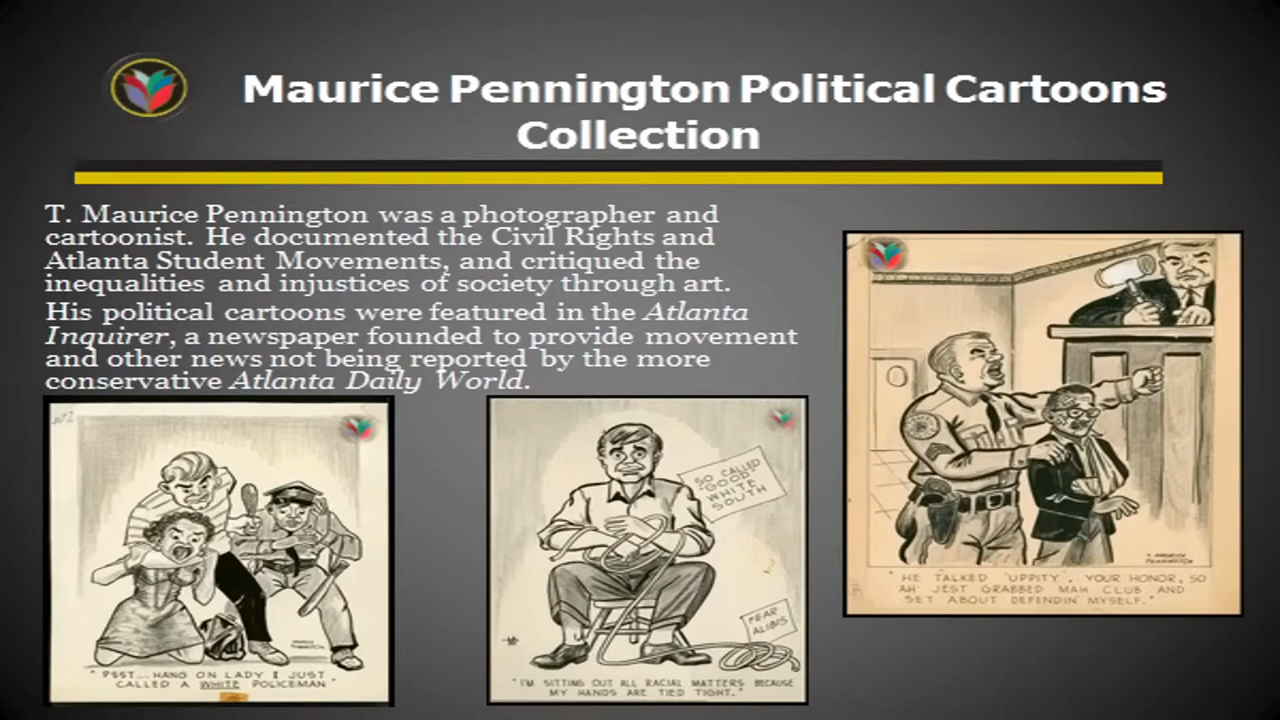 Maurice Pennington Political Cartoons
Collection
T. Maurice Pennington was a photographer and
cartoonist. He documented the Civil Rights and
Atlanta Student Movements, and critiqued the
inequalities and injustices of society through art.
His political cartoons were featured in the Atlanta
Inquirer, a newspaper founded to provide movement
and other news not being reported by the more
conservative Atlanta Daily World.
"PSST... HANG ON LADY I JUST
CALLED A WHITE POLICEMAN"
SO CALLED
"GOOD"
WHITE
SOUTH
FEAR
ALIBIS
"I'M SITTING OUT ALL RACIAL MATTERS BECAUSE
MY HANDS ARE TIED TIGHT."
T. MAURICE
PENNINGTON
"HE TALKED 'UPPITY', YOUR HONOR, SO
AH' JEST GRABBED MAH CLUB AND
SET ABOUT DEFENDIN' MYSELF."